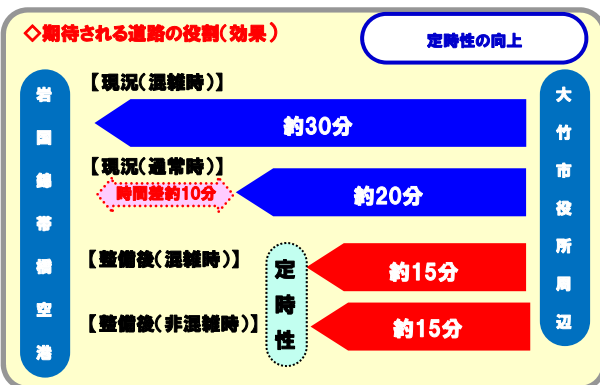 ◇期待される道路の役割(効果)
定時性の向上
岩国錦帯橋空港
大竹市役所周辺
【現況(混雑時)】
約30分
【現況(通常時)】
時間差約10分
約20分
【整備後(混雑時)】
約15分
定時性
【整備後(非混雑時)】
約15分